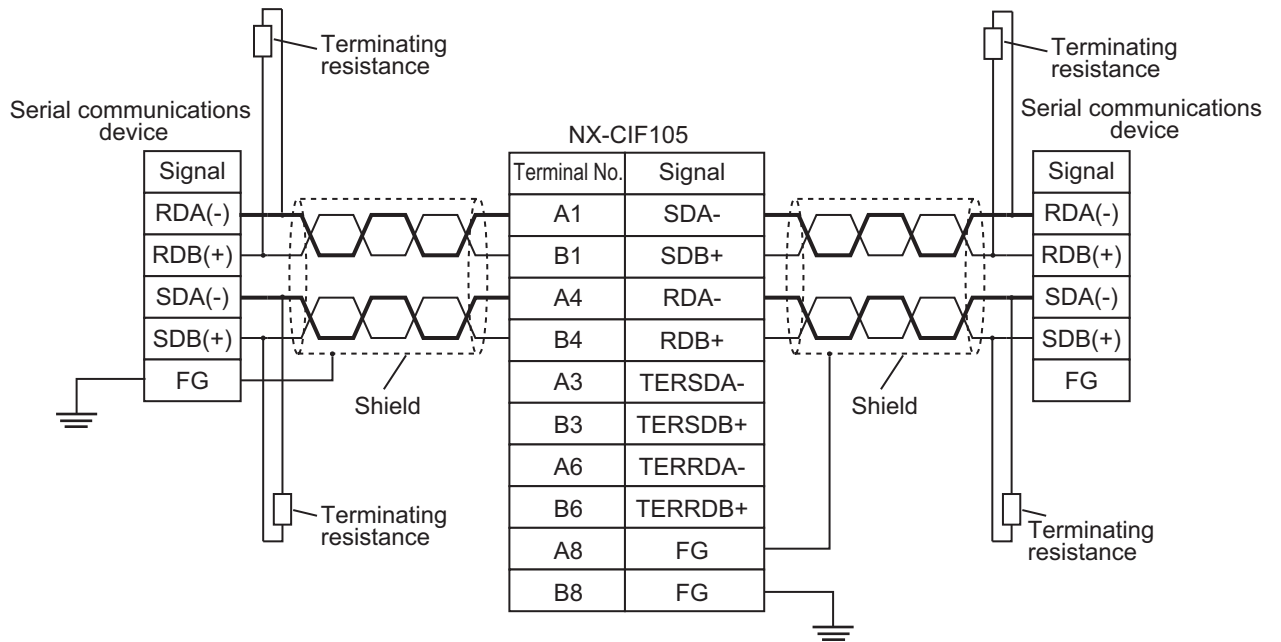 Terminating
resistance
Terminating
resistance
Serial communications
device
Serial communications
device
NX-CIF105
Signal
RDA(-)
RDB(+)
SDA(-)
SDB(+)
FG
Terminal No. Signal
A1 SDA-
B1 SDB+
A4 RDA-
B4 RDB+
A3 TERSDA-
B3 TERSDB+
A6 TERRDA-
B6 TERRDB+
A8 FG
B8 FG
Signal
RDA(-)
RDB(+)
SDA(-)
SDB(+)
FG
Shield
Shield
Terminating
resistance
Terminating
resistance